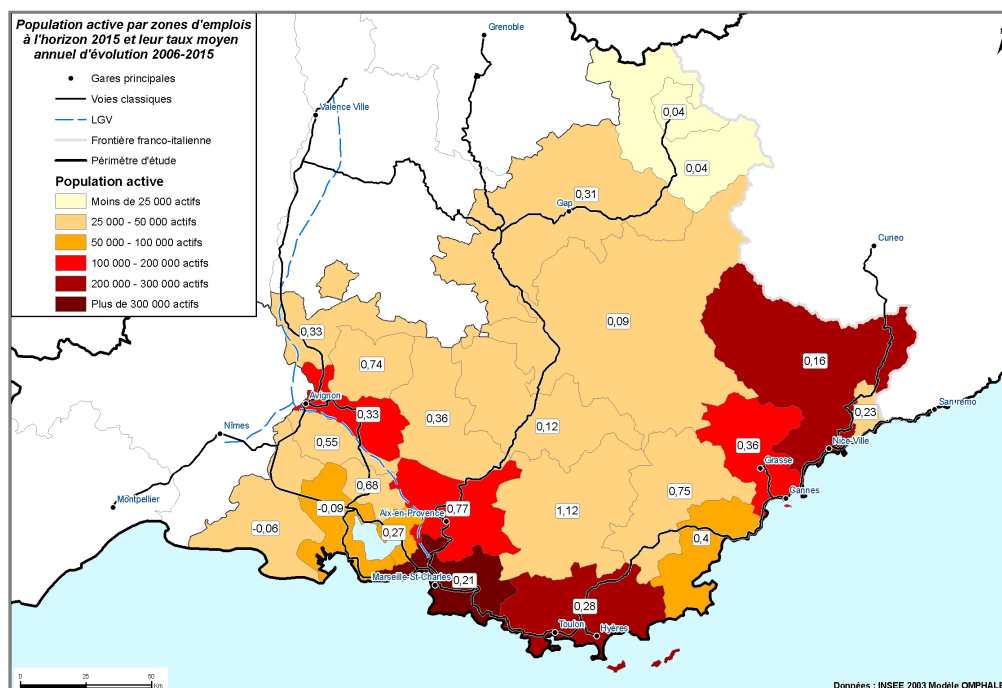 Population active par zones d'emplois
à l'horizon 2015 et leur taux moyen
annuel d'évolution 2006-2015
Gares principales
Voies classiques
LGV
Frontière franco-italienne
Périmètre d'étude
Population active
Moins de 25 000 actifs
25 000 - 50 000 actifs
50 000 - 100 000 actifs
100 000 - 200 000 actifs
200 000 - 300 000 actifs
Plus de 300 000 actifs
Grenoble
Valence Ville
0,04
0,04
0,31
Gap
Cuneo
0,33
0,09
0,74
0,16
Avignon
San remo
0,33
0,36
0,12
0,23
Nîmes
0,55
0,36
Nice-Ville
Grasse
0,68
0,75
Cannes
Montpellier
-0,09
Aix-en-Provence
0,77
1,12
-0,06
0,27
0,4
Marseille-St-Charles
0,21
0,28
Toulon
Hyères
0 25 50
Km
Données : INSEE 2003 Modèle OMPHALE